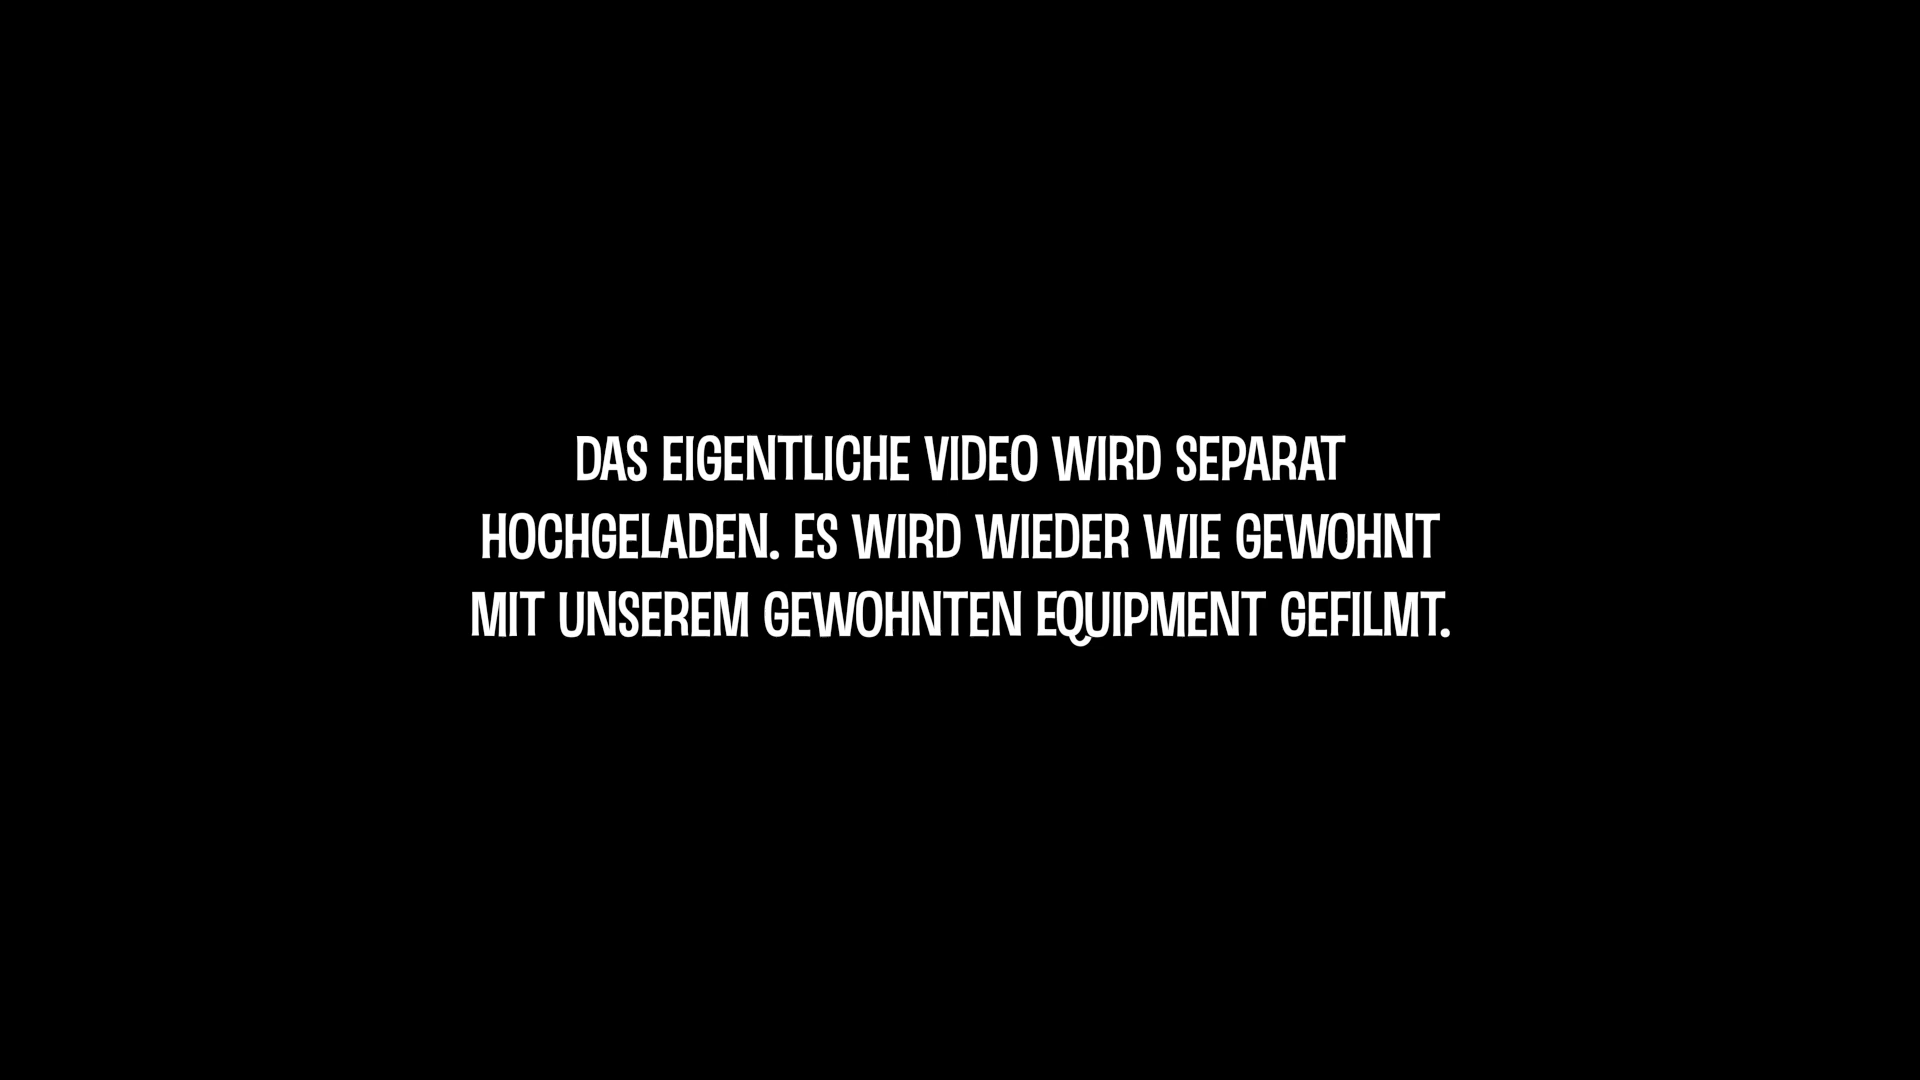 DAS EIGENTLICHE VIDEO WIRD SEPARAT
HOCHGELADEN. ES WIRD WIEDER WIE GEWOHNT
MIT UNSEREM GEWOHNTEN EQUIPMENT GEFILMT.